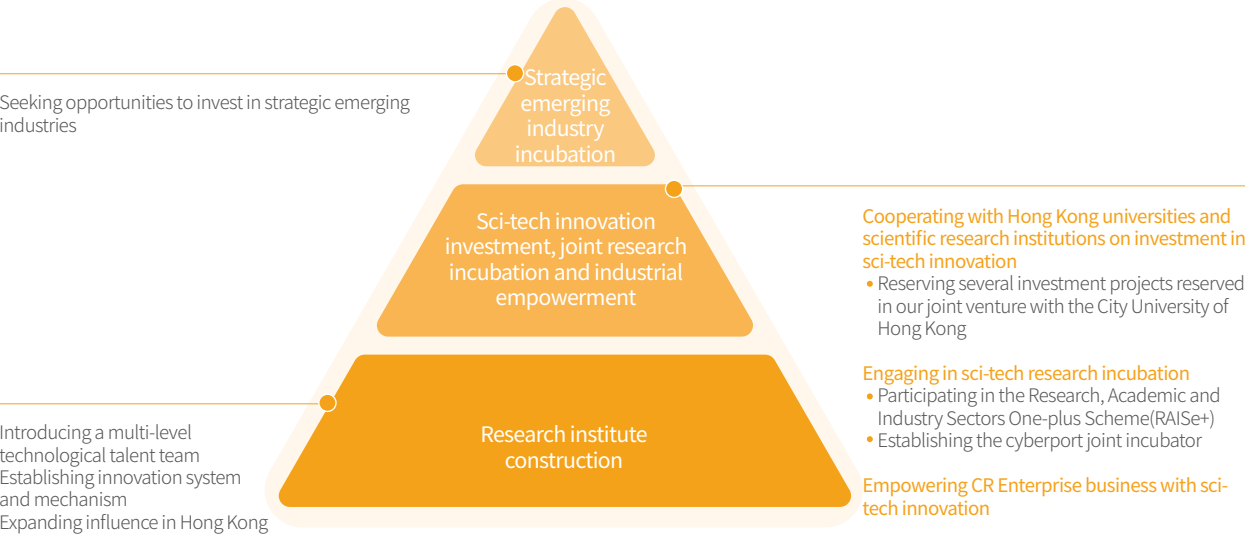 Strategic
emerging
industry
incubation
Seeking opportunities to invest in strategic emerging
industries
Sci-tech innovation
investment, joint research
incubation and industrial
empowerment
Cooperating with Hong Kong universities and
scientific research institutions on investment in
sci-tech innovation
• Reserving several investment projects reserved
in our joint venture with the City University of
Hong Kong
Engaging in sci-tech research incubation
• Participating in the Research, Academic and
Industry Sectors One-plus Scheme(RAISe+)
• Establishing the cyberport joint incubator
Empowering CR Enterprise business with sci-
tech innovation
Research institute
construction
Introducing a multi-level
technological talent team
Establishing innovation system
and mechanism
Expanding influence in Hong Kong